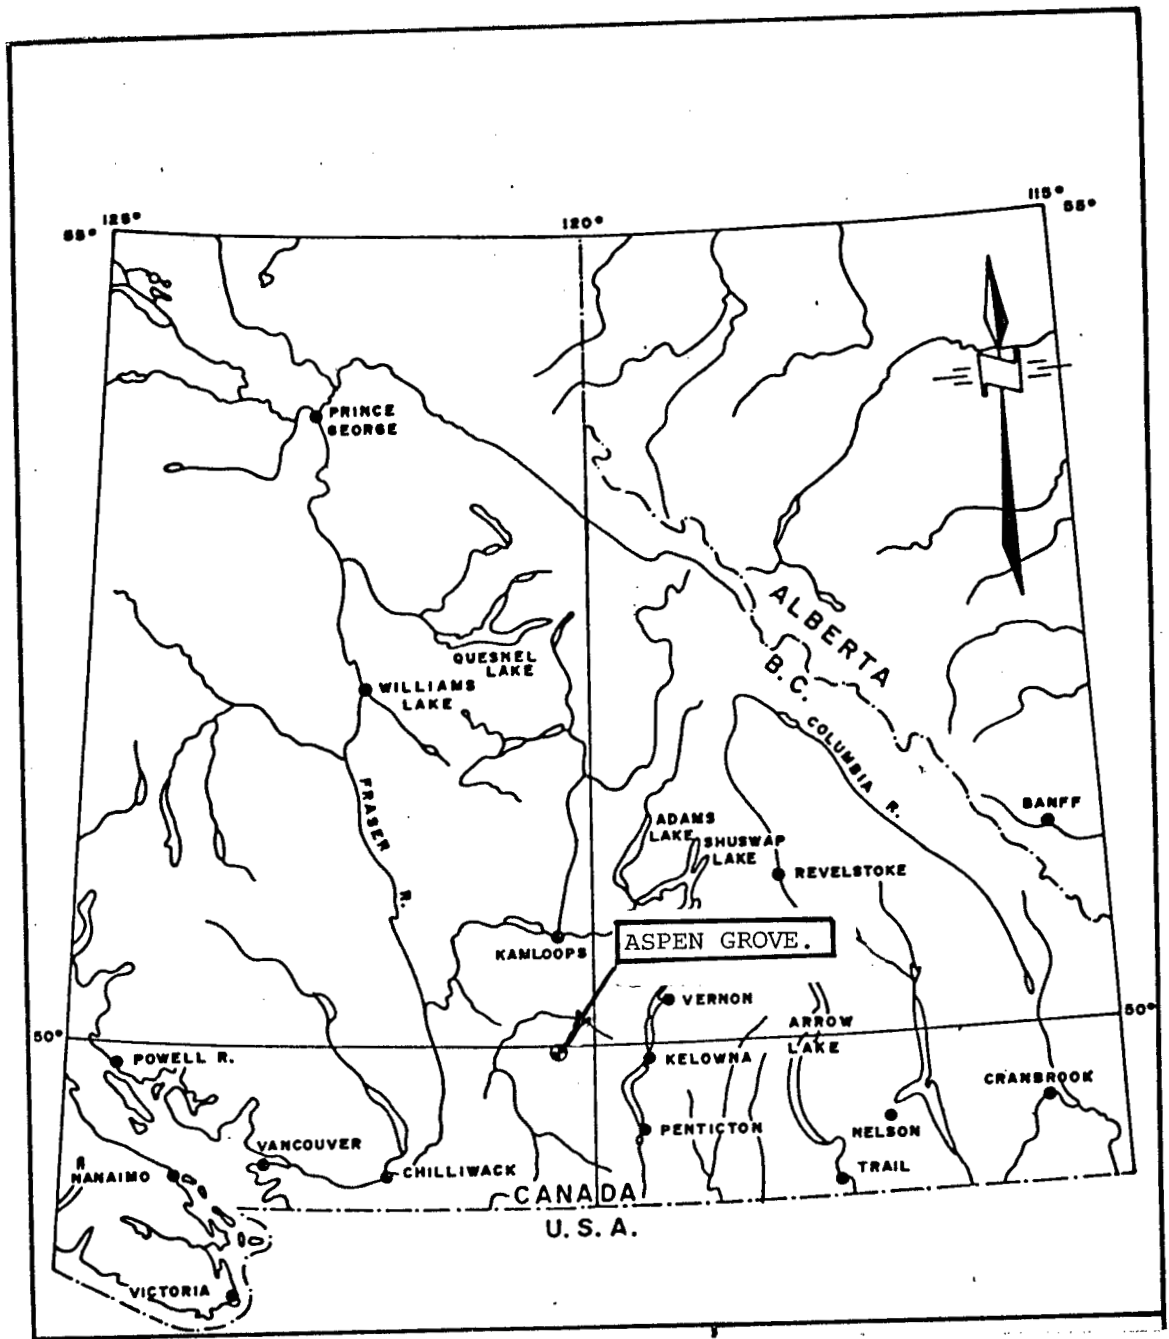 125°
120°
115°
55°
55°
PRINCE
GEORGE
ALBERTA
B.C.
QUESNEL
LAKE
WILLIAMS
LAKE
COLUMBIA R.
FRASER R.
BANFF
ADAMS
LAKE
SHUSWAP
LAKE
REVELSTOKE
KAMLOOPS
ASPEN GROVE.
VERNON
50°
50°
ARROW
LAKE
POWELL R.
KELOWNA
CRANBROOK
PENTICTON
NELSON
VANCOUVER
NANAIMO
CHILLIWACK
TRAIL
CANADA
U.S.A.
VICTORIA